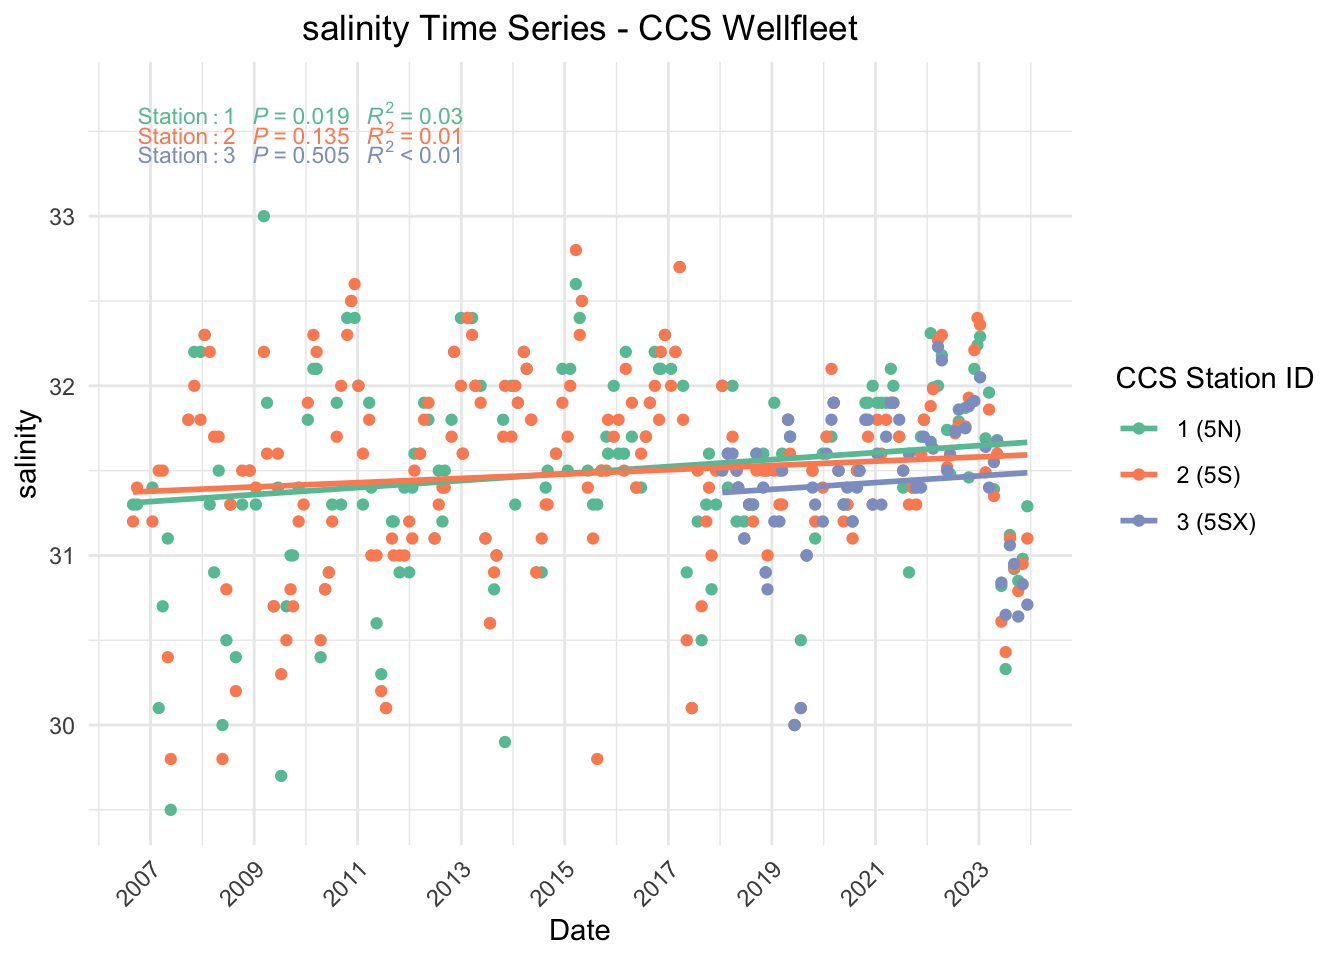 salinity Time Series - CCS Wellfleet
Station : 1 P = 0.019 R² = 0.03
Station : 2 P = 0.135 R² = 0.01
Station : 3 P = 0.505 R² < 0.01
salinity
33
32
31
30
2007 2009 2011 2013 2015 2017 2019 2021 2023
Date
CCS Station ID
1 (5N)
2 (5S)
3 (5SX)